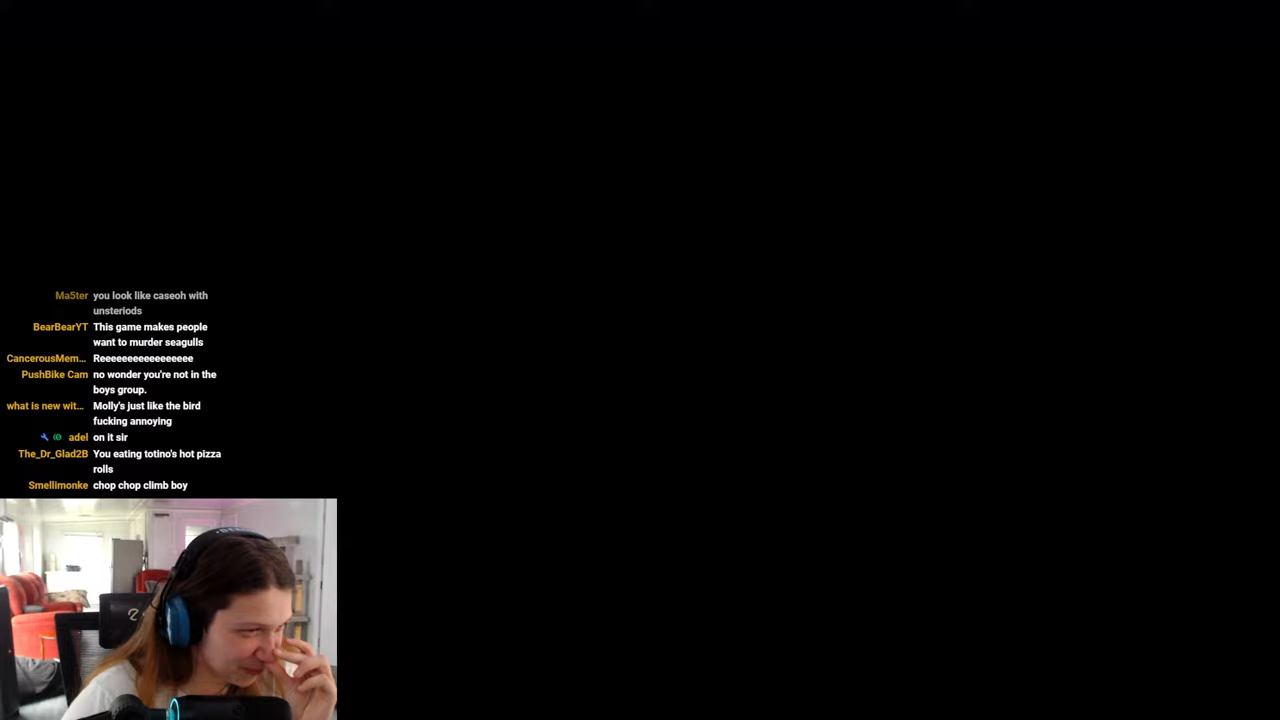 Ma5ter you look like caseoh with
unsteriods
BearBearYT This game makes people
want to murder seagulls
CancerousMem... Reeeeeeeeeeeeeeee
PushBike Cam no wonder you're not in the
boys group.
what is new wit... Molly's just like the bird
fucking annoying
adel on it sir
The_Dr_Glad2B You eating totino's hot pizza
rolls
Smellimonke chop chop climb boy